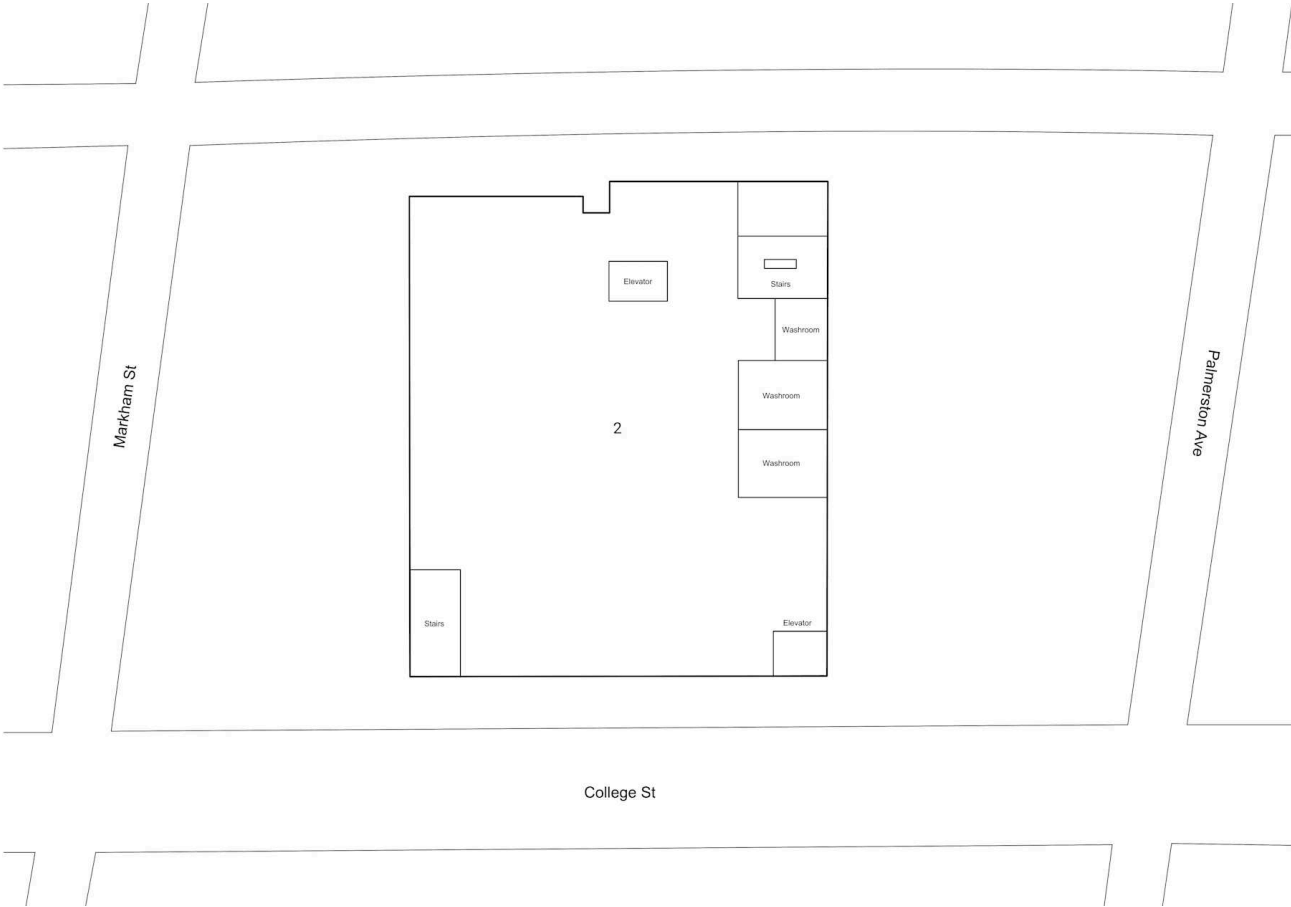 Elevator
Stairs
Washroom
Markham St
Palmerston Ave
Washroom
2
Washroom
Stairs
Elevator
College St